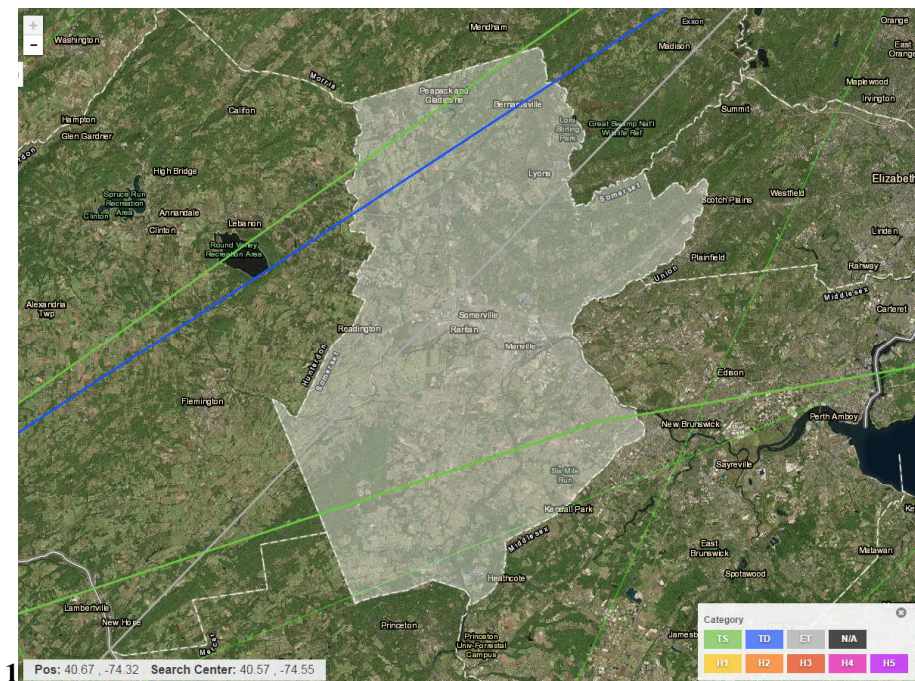 +
−
Washington
Mendham
Exxon
Madison
Orange
East
Orange
Morris
Peapack and
Gladstone
Bernardsville
Maplewood
Irvington
Hampton
Glen Gardner
Califon
Lord
Stirling
Park
Great Swamp Nat'l
Wildlife Ref
Summit
High Bridge
Lyons
Elizabeth
Spruce Run
Recreation
Area
Clinton
Annandale
Clinton
Lebanon
Somerset
Westfield
Scotch Plains
Round Valley
Recreation Area
Linden
Plainfield
Rahway
Union
Middlesex
Alexandria
Twp
Carteret
Somerville
Raritan
Readington
Manville
Hunterdon
Somerset
Edison
Flemington
Perth Amboy
New Brunswick
Sayreville
Six Mile
Run
Kendall Park
Middlesex
East
Brunswick
Matawan
Heathcote
Spotswood
Lambertville
New Hope
Princeton
Princeton
Univ-Forrestal
Campus
Category
TS TD ET N/A
H1 H2 H3 H4 H5
1 Pos: 40.67 , -74.32 Search Center: 40.57 , -74.55